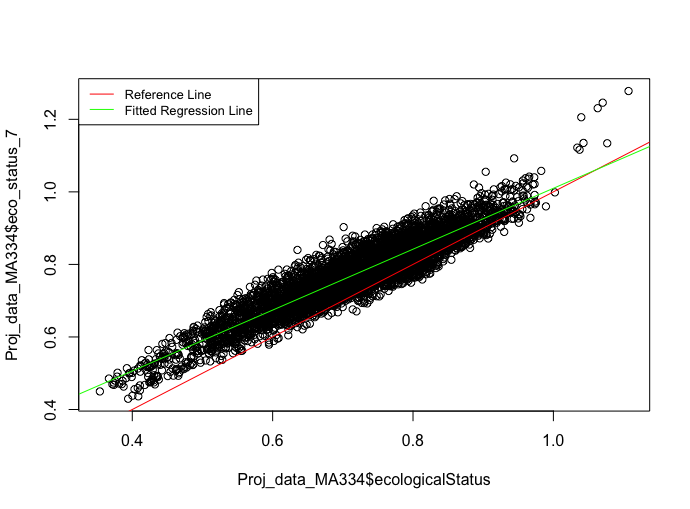 Reference Line
Fitted Regression Line
Proj_data_MA334$eco_status_7
1.2
1.0
0.8
0.6
0.4
0.4 0.6 0.8 1.0
Proj_data_MA334$ecologicalStatus